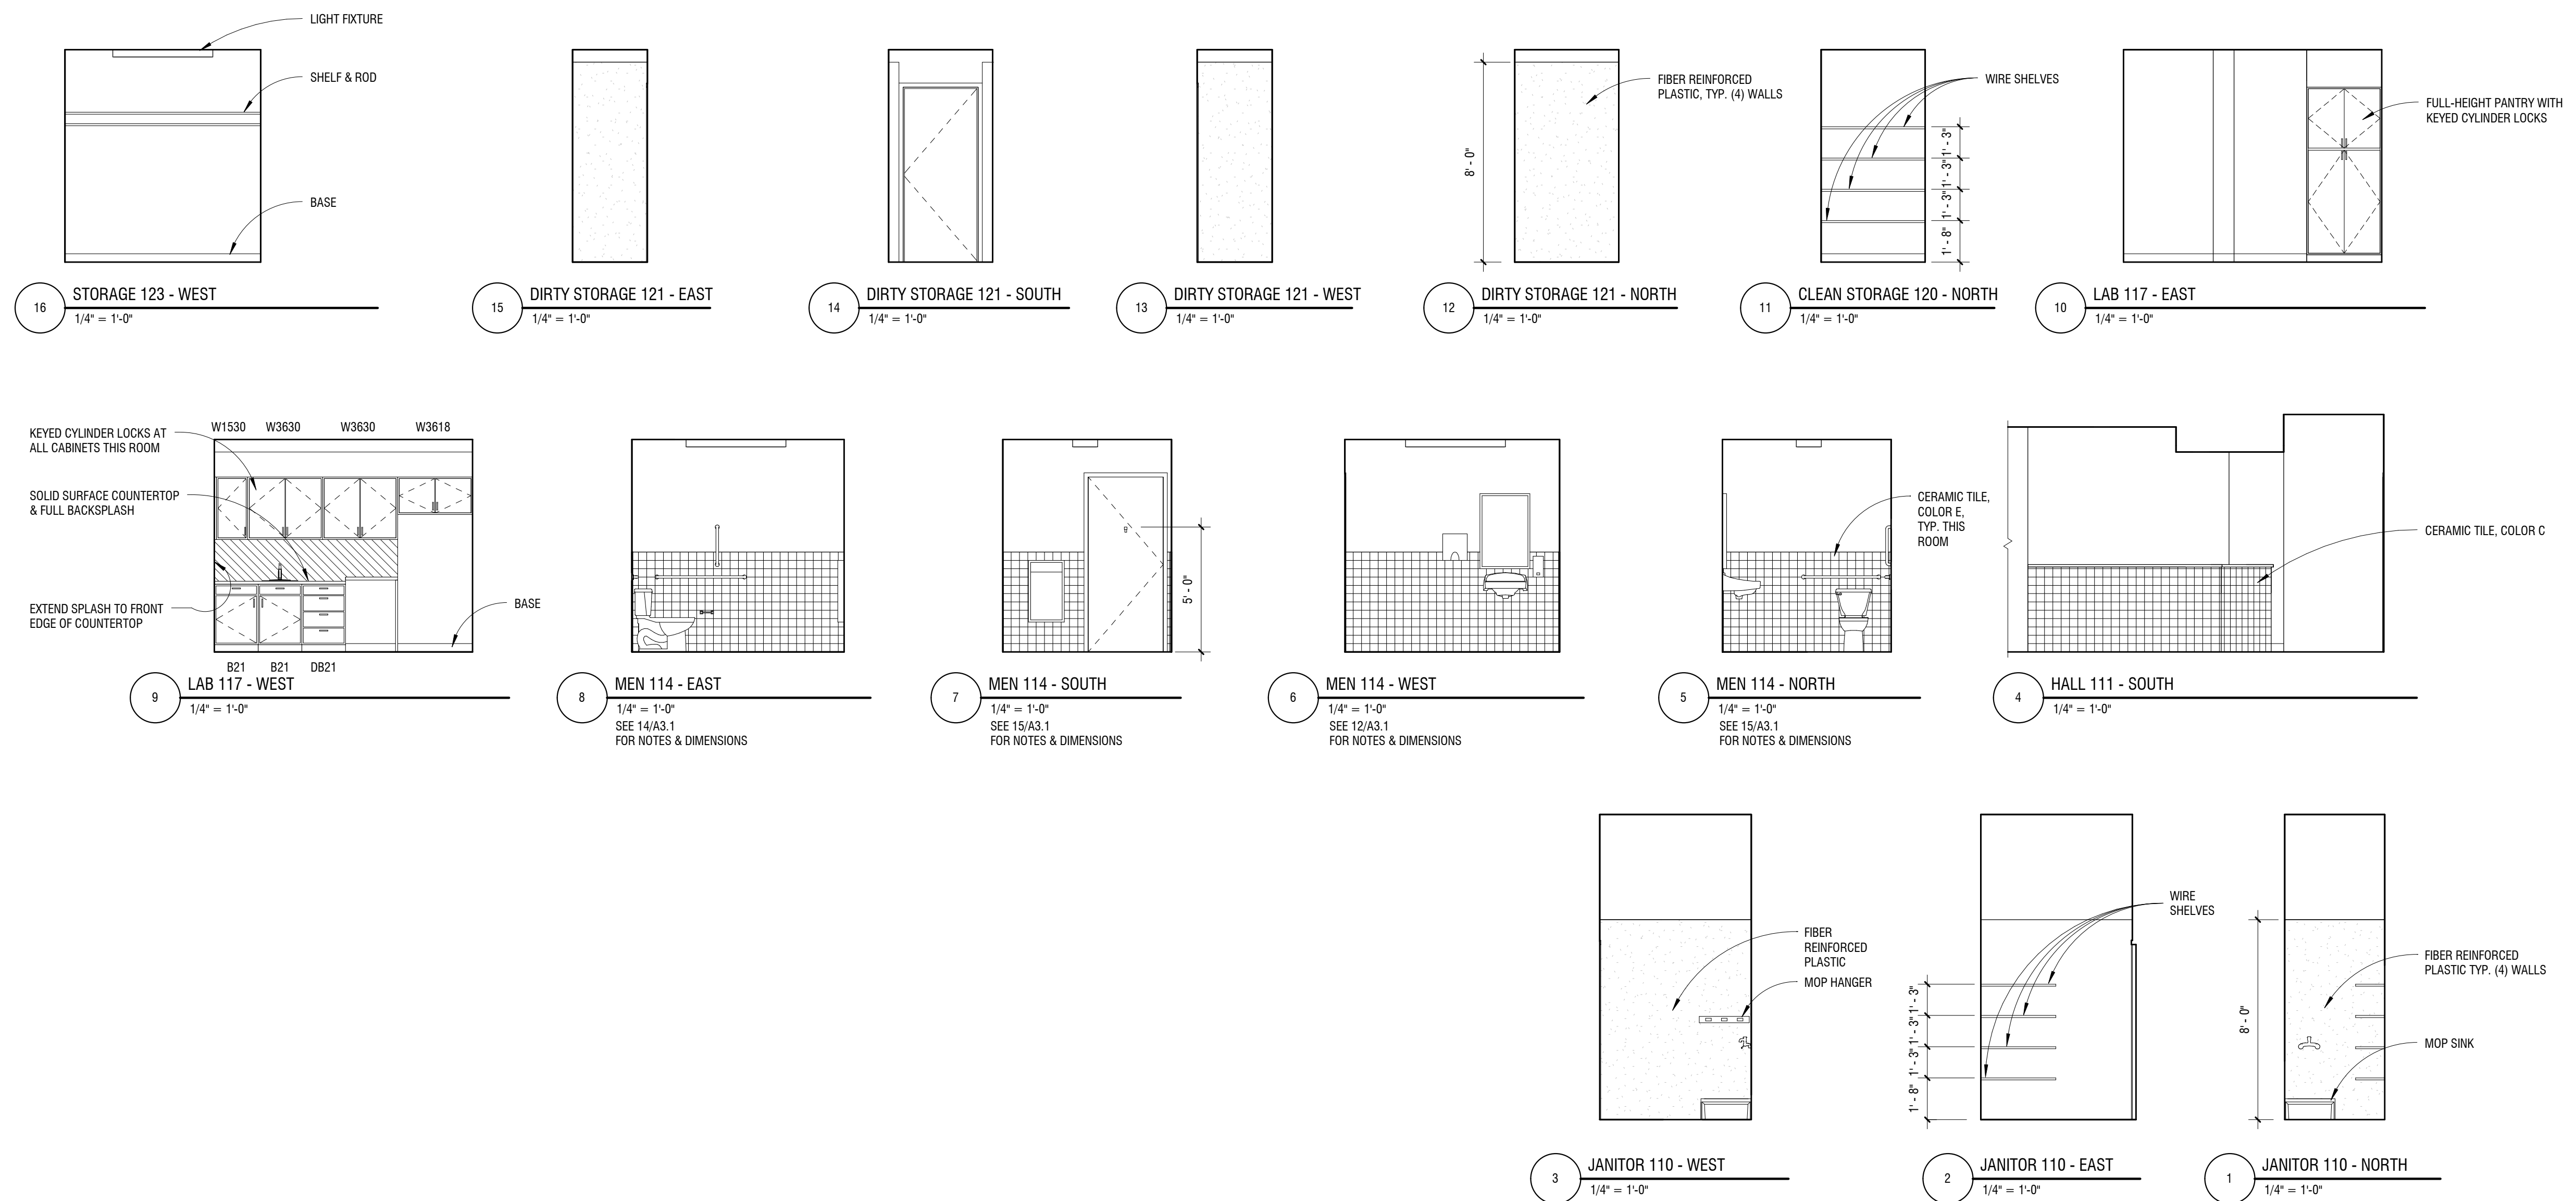 LIGHT FIXTURE
SHELF & ROD
BASE
16
STORAGE 123 - WEST
1/4" = 1'-0"
15
DIRTY STORAGE 121 - EAST
1/4" = 1'-0"
14
DIRTY STORAGE 121 - SOUTH
1/4" = 1'-0"
13
DIRTY STORAGE 121 - WEST
1/4" = 1'-0"
8' - 0"
FIBER REINFORCED
PLASTIC, TYP. (4) WALLS
12
DIRTY STORAGE 121 - NORTH
1/4" = 1'-0"
WIRE SHELVES
1' - 3"
1' - 3"
1' - 3"
1' - 8"
11
CLEAN STORAGE 120 - NORTH
1/4" = 1'-0"
FULL-HEIGHT PANTRY WITH
KEYED CYLINDER LOCKS
10
LAB 117 - EAST
1/4" = 1'-0"
W1530
W3630
W3630
W3618
KEYED CYLINDER LOCKS AT
ALL CABINETS THIS ROOM
SOLID SURFACE COUNTERTOP
& FULL BACKSPLASH
EXTEND SPLASH TO FRONT
EDGE OF COUNTERTOP
BASE
B21
B21
DB21
9
LAB 117 - WEST
1/4" = 1'-0"
8
MEN 114 - EAST
1/4" = 1'-0"
SEE 14/A3.1
FOR NOTES & DIMENSIONS
5' - 0"
7
MEN 114 - SOUTH
1/4" = 1'-0"
SEE 15/A3.1
FOR NOTES & DIMENSIONS
6
MEN 114 - WEST
1/4" = 1'-0"
SEE 12/A3.1
FOR NOTES & DIMENSIONS
CERAMIC TILE,
COLOR E,
TYP. THIS
ROOM
5
MEN 114 - NORTH
1/4" = 1'-0"
SEE 15/A3.1
FOR NOTES & DIMENSIONS
CERAMIC TILE, COLOR C
4
HALL 111 - SOUTH
1/4" = 1'-0"
FIBER
REINFORCED
PLASTIC
MOP HANGER
3
JANITOR 110 - WEST
1/4" = 1'-0"
WIRE
SHELVES
1' - 3"
1' - 3"
1' - 3"
1' - 8"
2
JANITOR 110 - EAST
1/4" = 1'-0"
8' - 0"
FIBER REINFORCED
PLASTIC TYP. (4) WALLS
MOP SINK
1
JANITOR 110 - NORTH
1/4" = 1'-0"